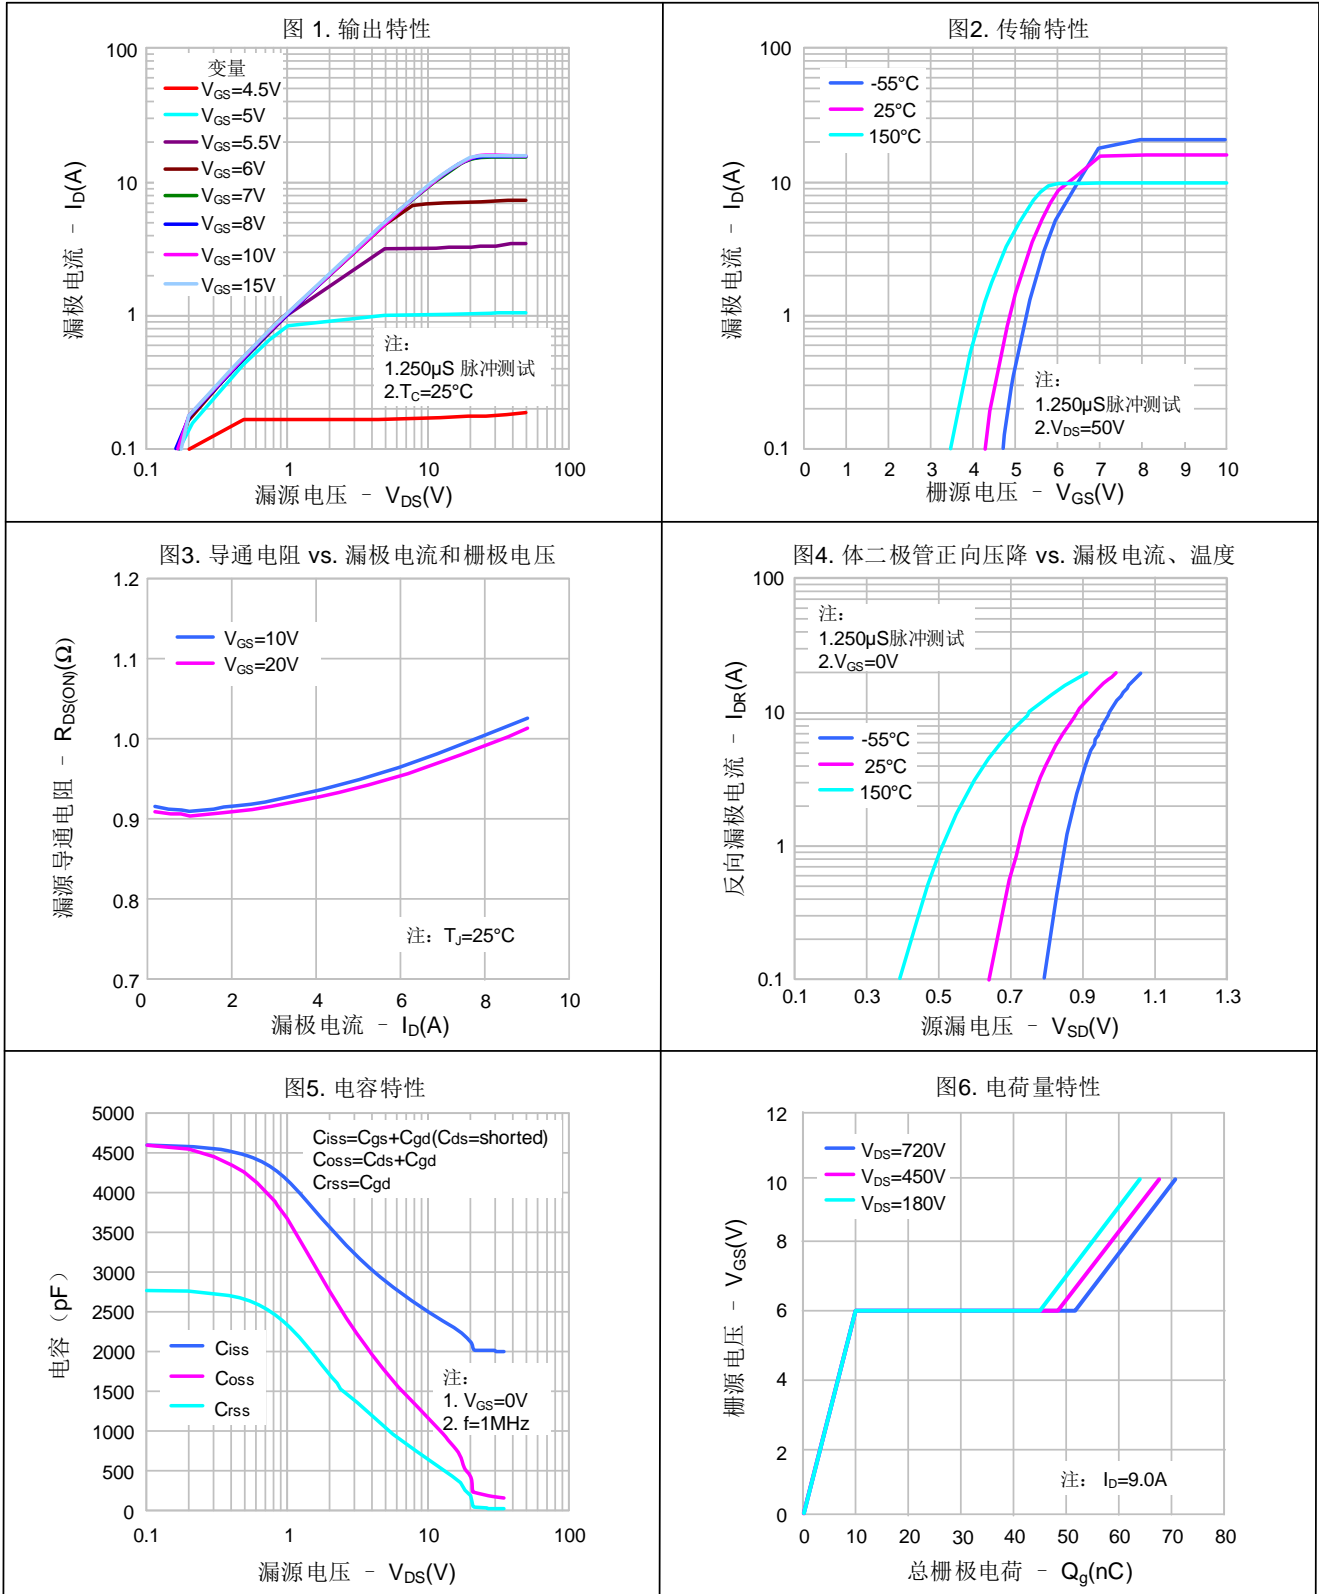 图 1. 输出特性
漏极电流 - ID(A)
100
10
1
0.1
变量
VGS=4.5V
VGS=5V
VGS=5.5V
VGS=6V
VGS=7V
VGS=8V
VGS=10V
VGS=15V
注:
1.250μS 脉冲测试
2.TC=25°C
0.1 1 10 100
漏源电压 - VDS(V)
图2. 传输特性
漏极电流 - ID(A)
100
10
1
0.1
-55°C
25°C
150°C
注:
1.250μS脉冲测试
2.VDS=50V
0 1 2 3 4 5 6 7 8 9 10
栅源电压 - VGS(V)
图3. 导通电阻 vs. 漏极电流和栅极电压
漏源导通电阻 - RDS(ON)(Ω)
1.2
1.1
1.0
0.9
0.8
0.7
VGS=10V
VGS=20V
注: TJ=25°C
0 2 4 6 8 10
漏极电流 - ID(A)
图4. 体二极管正向压降 vs. 漏极电流、温度
反向漏极电流 - IDR(A)
100
10
1
0.1
注:
1.250μS脉冲测试
2.VGS=0V
-55°C
25°C
150°C
0.1 0.3 0.5 0.7 0.9 1.1 1.3
源漏电压 - VSD(V)
图5. 电容特性
电容（pF）
5000
4500
4000
3500
3000
2500
2000
1500
1000
500
0
Ciss=Cgs+Cgd(Cds=shorted)
Coss=Cds+Cgd
Crss=Cgd
Ciss
Coss
Crss
注:
1. VGS=0V
2. f=1MHz
0.1 1 10 100
漏源电压 - VDS(V)
图6. 电荷量特性
栅源电压 - VGS(V)
12
10
8
6
4
2
0
VDS=720V
VDS=450V
VDS=180V
注: ID=9.0A
0 10 20 30 40 50 60 70 80
总栅极电荷 - Qg(nC)